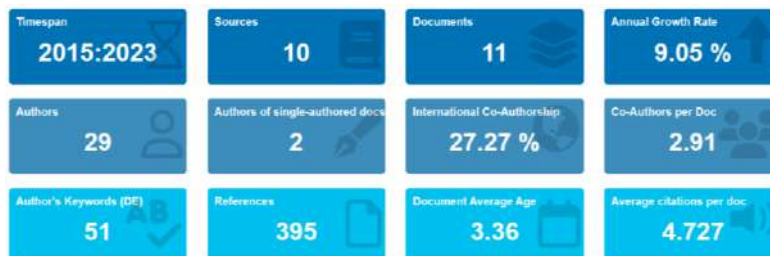 Timespan
2015:2023
Sources
10
Documents
11
Annual Growth Rate
9.05 %
Authors
29
Authors of single-authored docs
2
International Co-Authorship
27.27 %
Co-Authors per Doc
2.91
Author's Keywords (DE)
51
AB
References
395
Document Average Age
3.36
Average citations per doc
4.727